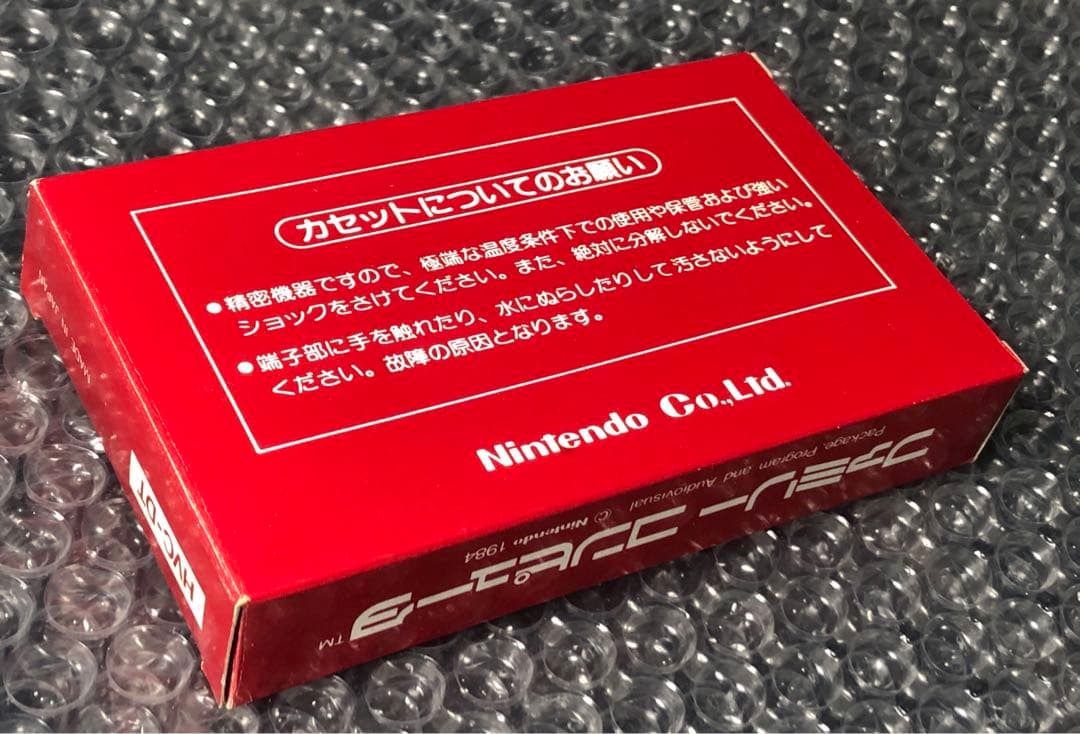 カセットについてのお願い
●精密機器ですので、極端な温度条件下での使用や保管および強い
ショックをさけてください。また、絶対に分解しないでください。
●端子部に手を触れたり、水にぬらしたりして汚さないようにして
ください。故障の原因となります。
Nintendo Co.,Ltd.
ファミリーコンピュータ™
Package, Program and Audiovisual © Nintendo 1984
HVC-DT
MADE IN JAPAN